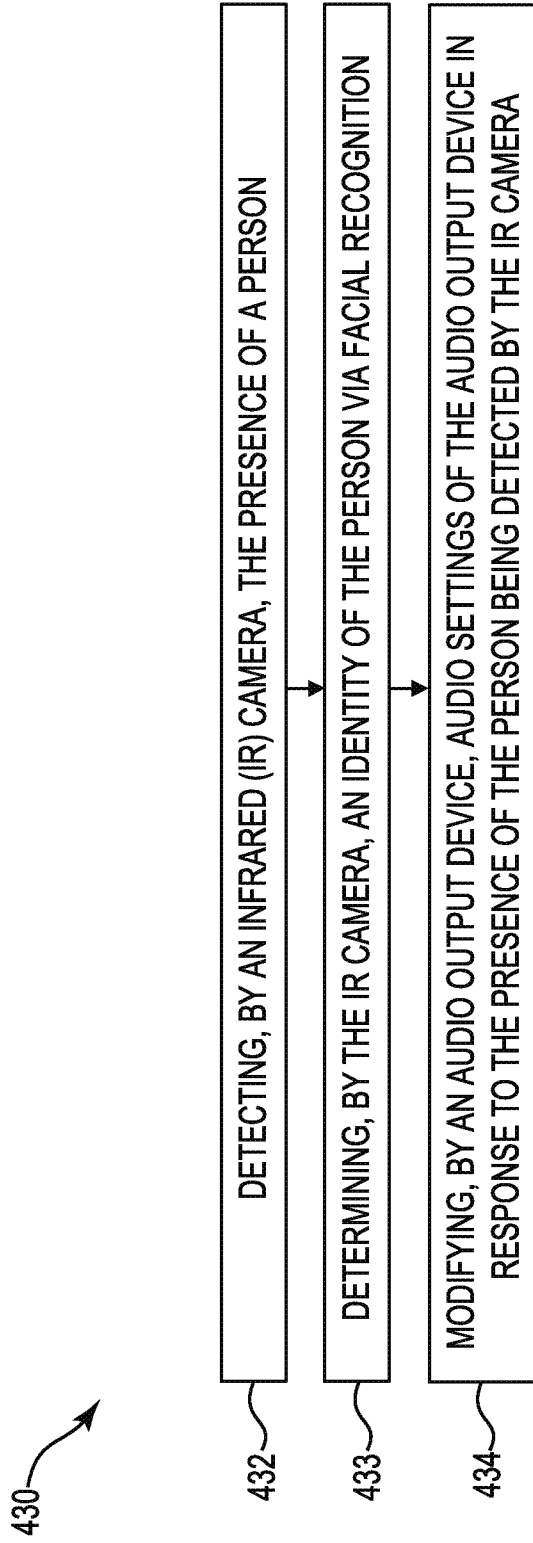 430
432
DETECTING, BY AN INFRARED (IR) CAMERA, THE PRESENCE OF A PERSON
433
DETERMINING, BY THE IR CAMERA, AN IDENTITY OF THE PERSON VIA FACIAL RECOGNITION
434
MODIFYING, BY AN AUDIO OUTPUT DEVICE, AUDIO SETTINGS OF THE AUDIO OUTPUT DEVICE IN
RESPONSE TO THE PRESENCE OF THE PERSON BEING DETECTED BY THE IR CAMERA